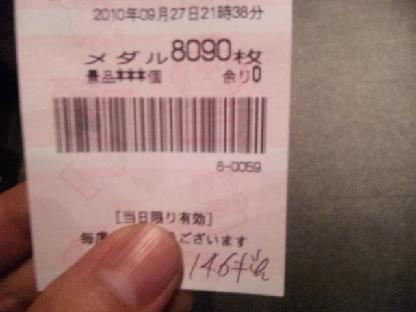 2010年09月27日21時38分
メダル8090枚
景品***個 余り0
8-0059
[当日限り有効]
毎度 ございます